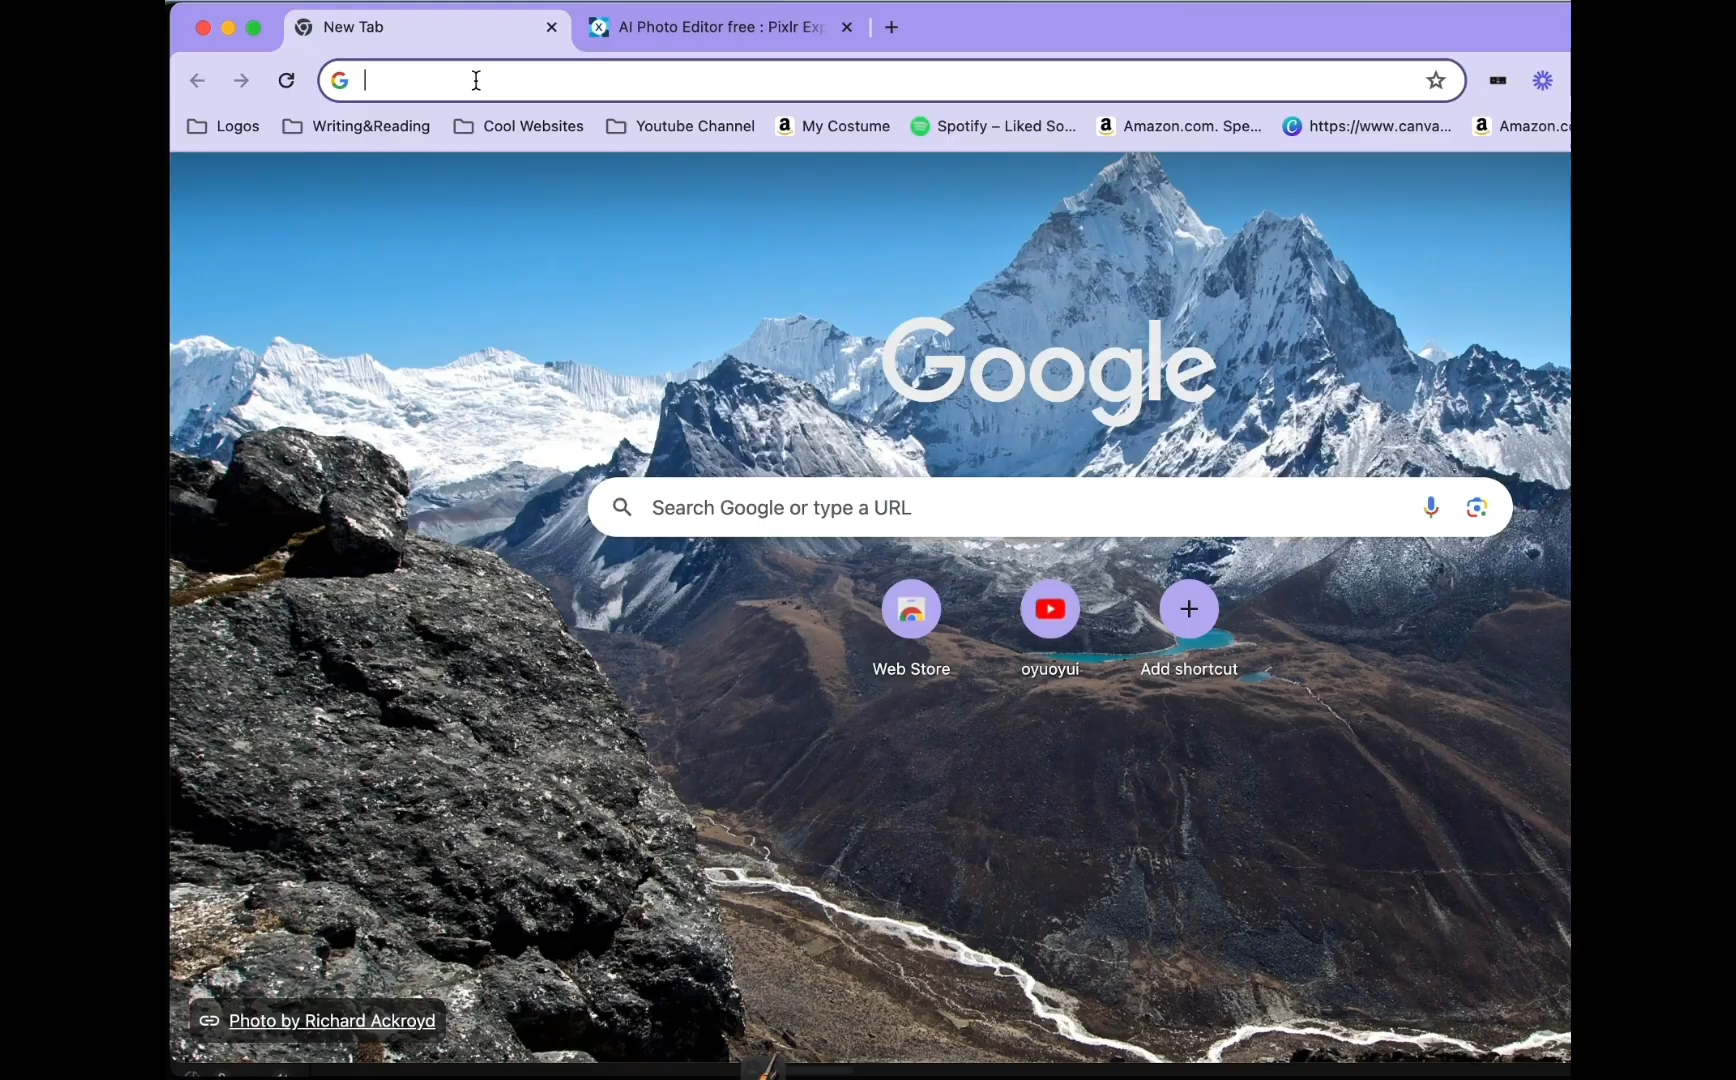 New Tab
AI Photo Editor free : Pixlr Exp
Logos
Writing&Reading
Cool Websites
Youtube Channel
My Costume
Spotify – Liked So...
Amazon.com. Spe...
https://www.canva...
Amazon.c
Google
Search Google or type a URL
Web Store
oyuoyui
Add shortcut
Photo by Richard Ackroyd